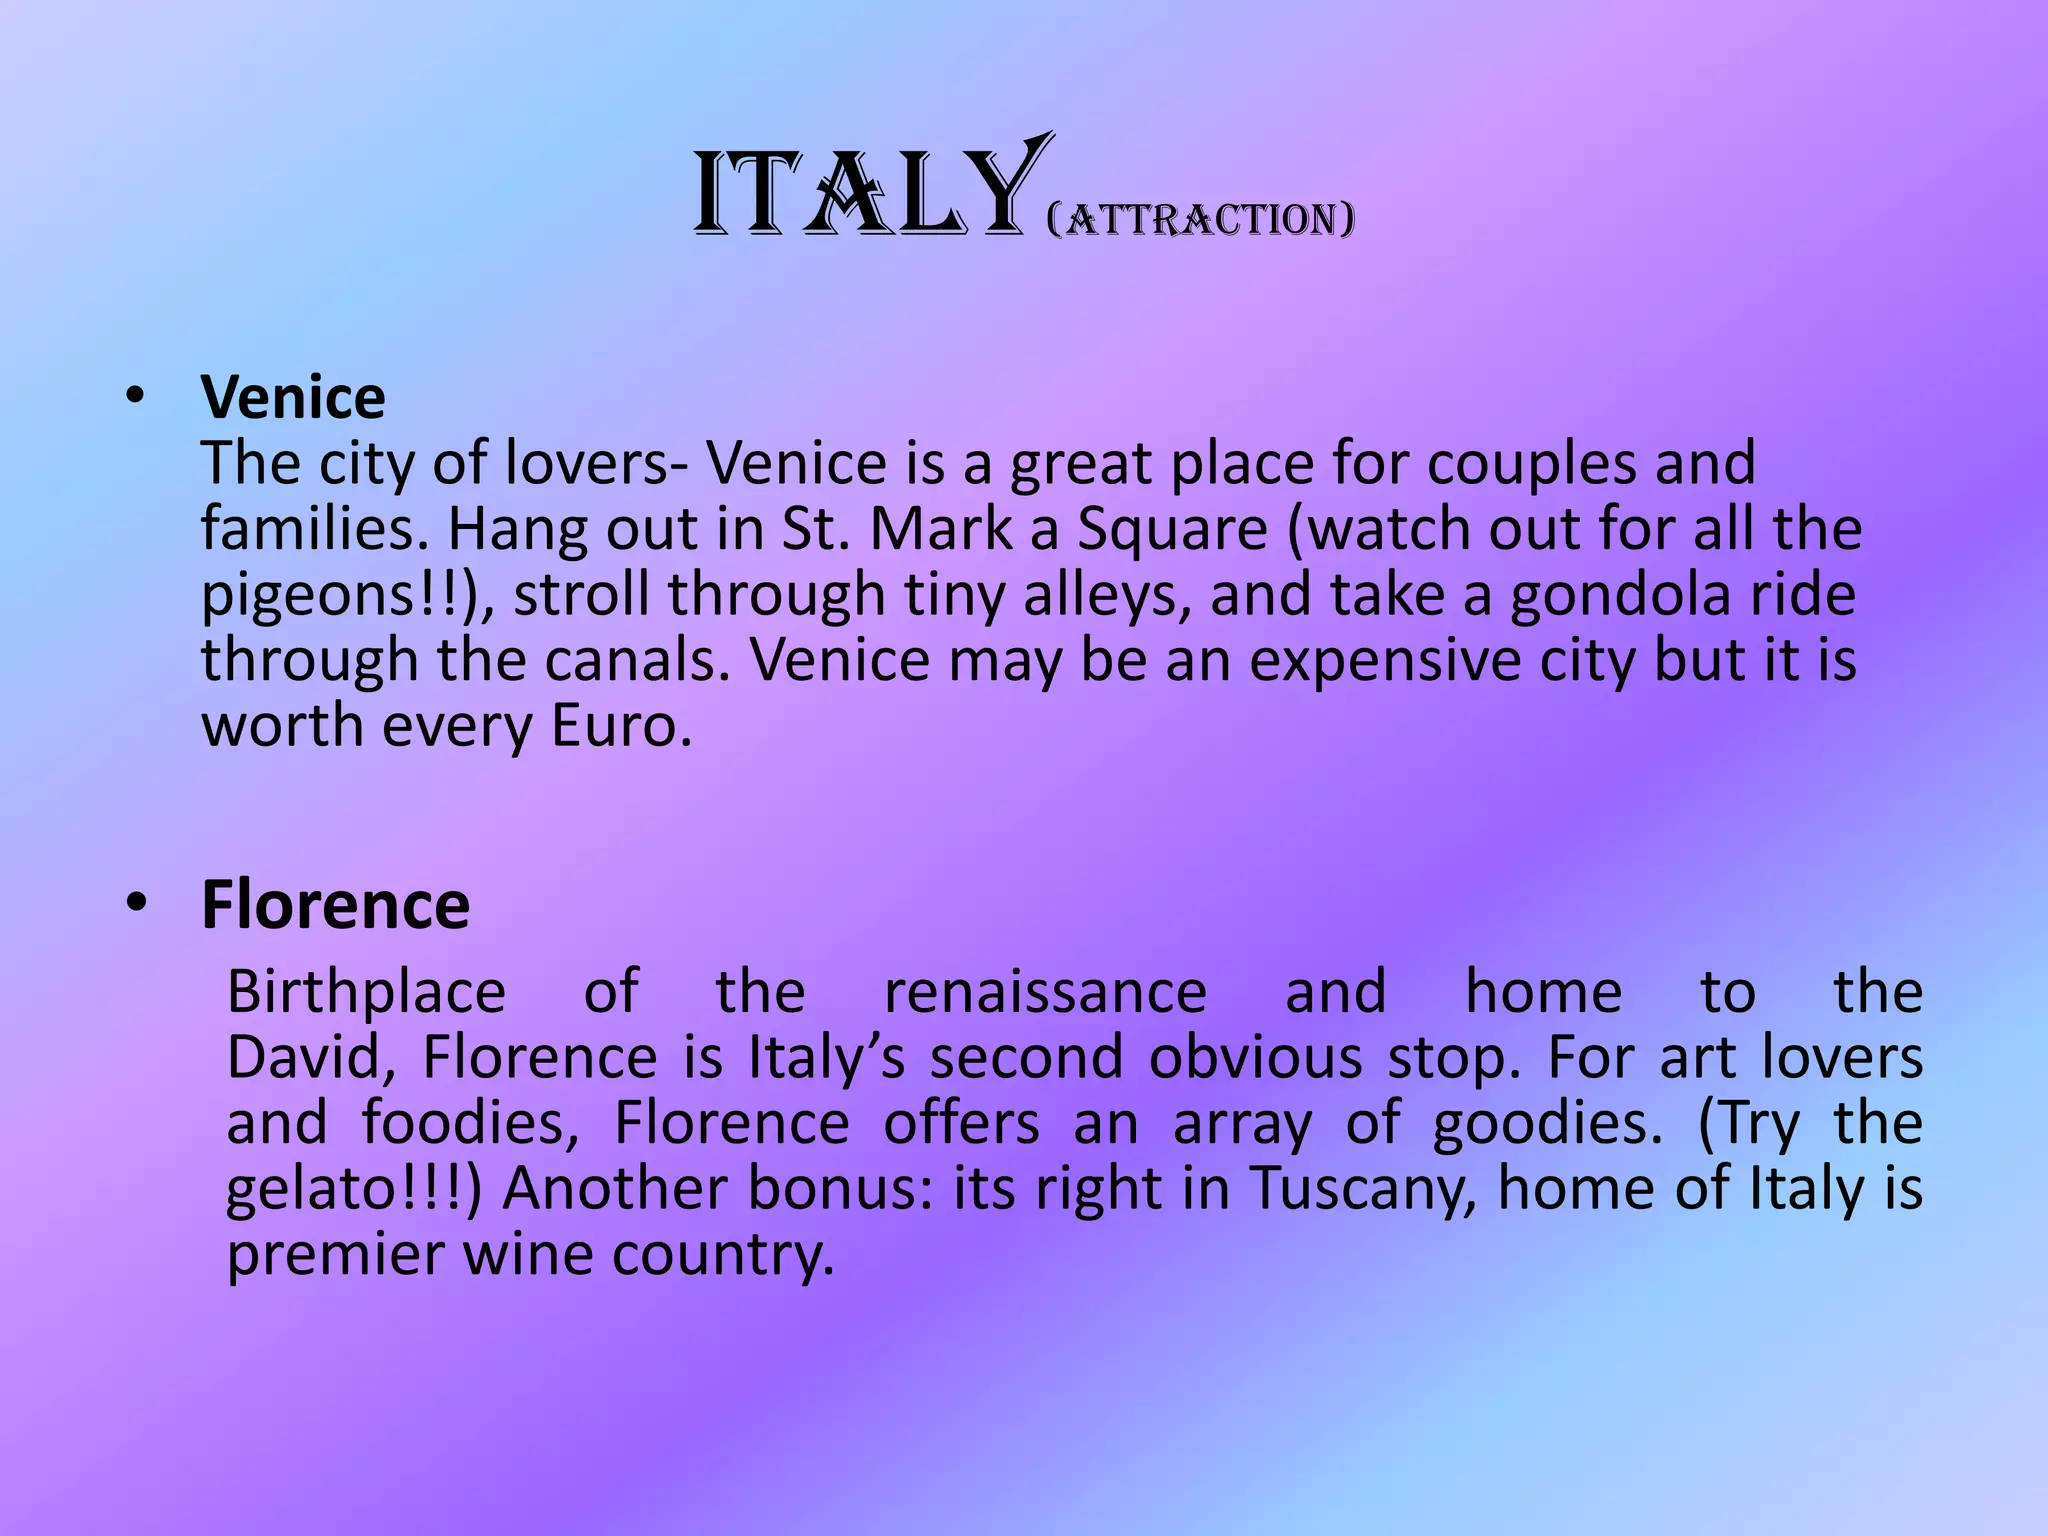 ITALY(ATTRACTION)
• Venice
The city of lovers- Venice is a great place for couples and
families. Hang out in St. Mark a Square (watch out for all the
pigeons!!), stroll through tiny alleys, and take a gondola ride
through the canals. Venice may be an expensive city but it is
worth every Euro.
• Florence
Birthplace of the renaissance and home to the
David, Florence is Italy’s second obvious stop. For art lovers
and foodies, Florence offers an array of goodies. (Try the
gelato!!!) Another bonus: its right in Tuscany, home of Italy is
premier wine country.